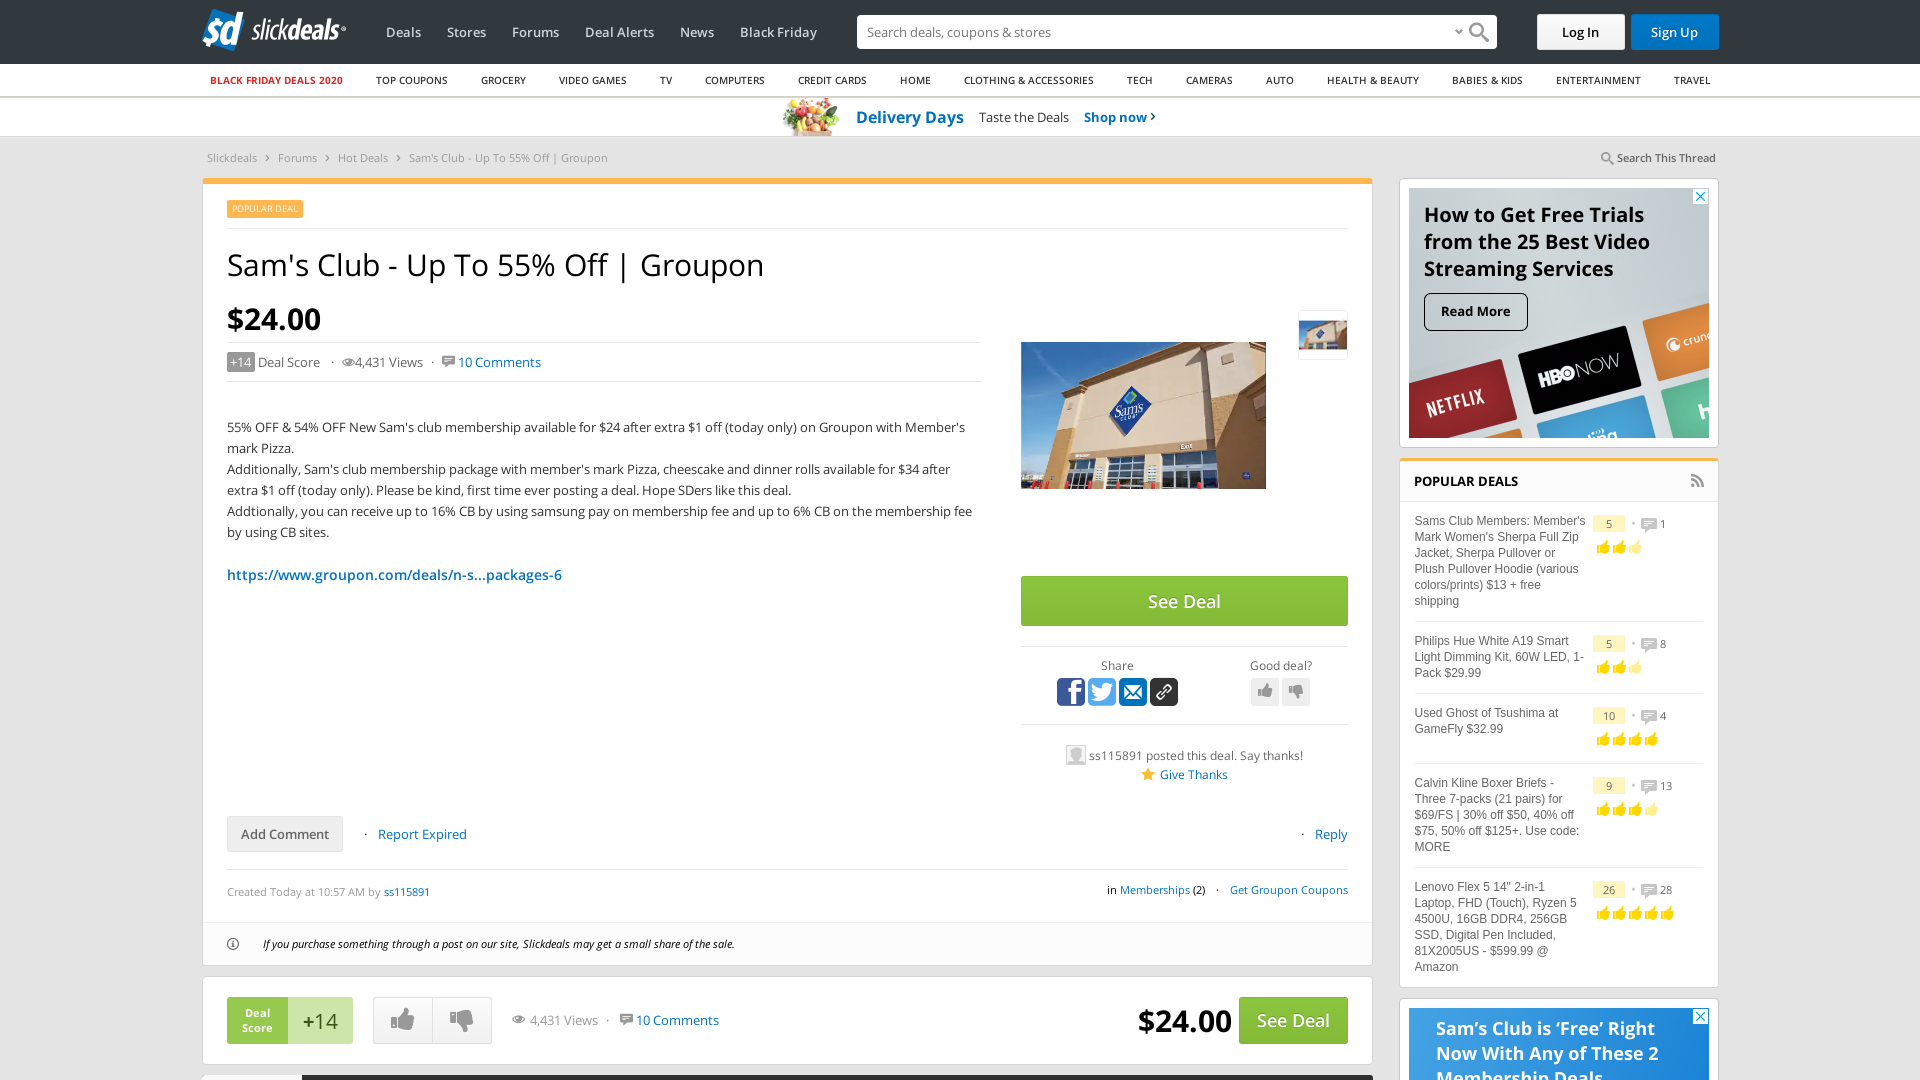 sd slickdeals
Deals Stores Forums Deal Alerts News Black Friday Search deals, coupons & stores Log In Sign Up
BLACK FRIDAY DEALS 2020 TOP COUPONS GROCERY VIDEO GAMES TV COMPUTERS CREDIT CARDS HOME CLOTHING & ACCESSORIES TECH CAMERAS AUTO HEALTH & BEAUTY BABIES & KIDS ENTERTAINMENT TRAVEL
Delivery Days Taste the Deals Shop now ›
Slickdeals › Forums › Hot Deals › Sam's Club - Up To 55% Off | Groupon
Search This Thread
POPULAR DEAL
Sam's Club - Up To 55% Off | Groupon
$24.00
+14 Deal Score · 4,431 Views · 10 Comments
55% OFF & 54% OFF New Sam's club membership available for $24 after extra $1 off (today only) on Groupon with Member's
mark Pizza.
Additionally, Sam's club membership package with member's mark Pizza, cheescake and dinner rolls available for $34 after
extra $1 off (today only). Please be kind, first time ever posting a deal. Hope SDers like this deal.
Addtionally, you can receive up to 16% CB by using samsung pay on membership fee and up to 6% CB on the membership fee
by using CB sites.
https://www.groupon.com/deals/n-s...packages-6
Sam's
CLUB
Exit
See Deal
Share
Good deal?
ss115891 posted this deal. Say thanks!
Give Thanks
Add Comment · Report Expired
· Reply
Created Today at 10:57 AM by ss115891
in Memberships (2) · Get Groupon Coupons
If you purchase something through a post on our site, Slickdeals may get a small share of the sale.
Deal
Score
+14
4,431 Views · 10 Comments
$24.00 See Deal
How to Get Free Trials
from the 25 Best Video
Streaming Services
Read More
NETFLIX
HBO NOW
POPULAR DEALS
Sams Club Members: Member's
Mark Women's Sherpa Full Zip
Jacket, Sherpa Pullover or
Plush Pullover Hoodie (various
colors/prints) $13 + free
shipping
5 · 1
Philips Hue White A19 Smart
Light Dimming Kit, 60W LED, 1-
Pack $29.99
5 · 8
Used Ghost of Tsushima at
GameFly $32.99
10 · 4
Calvin Kline Boxer Briefs -
Three 7-packs (21 pairs) for
$69/FS | 30% off $50, 40% off
$75, 50% off $125+. Use code:
MORE
9 · 13
Lenovo Flex 5 14" 2-in-1
Laptop, FHD (Touch), Ryzen 5
4500U, 16GB DDR4, 256GB
SSD, Digital Pen Included,
81X2005US - $599.99 @
Amazon
26 · 28
Sam's Club is 'Free' Right
Now With Any of These 2
Membership Deals